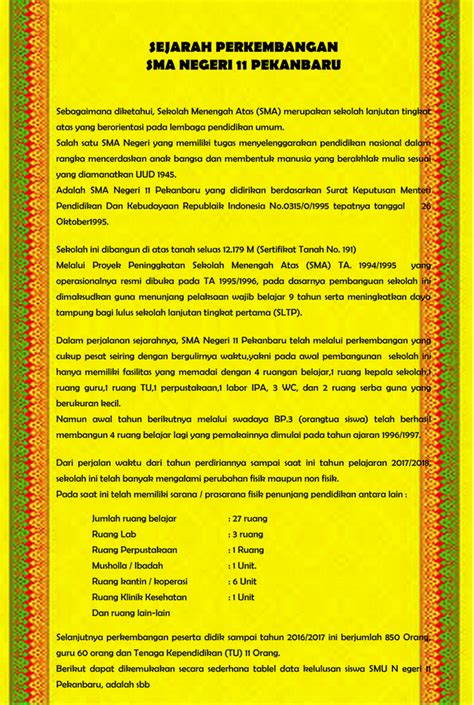 SEJARAH PERKEMBANGAN
SMA NEGERI 11 PEKANBARU
Sebagaimana diketahui, Sekolah Menengah Atas (SMA) merupakan sekolah lanjutan tingkat
atas yang berorientasi pada lembaga pendidikan umum.
Salah satu SMA Negeri yang memiliki tugas menyelenggarakan pendidikan nasional dalam
rangka mencerdaskan anak bangsa dan membentuk manusia yang berakhlak mulia sesuai
yang diamanatkan UUD 1945.
Adalah SMA Negeri 11 Pekanbaru yang didirikan berdasarkan Surat Keputusan Menteri
Pendidikan Dan Kebudayaan Republaik Indonesia No.0315/0/1995 tepatnya tanggal 26
Oktober1995.
Sekolah ini dibangun di atas tanah seluas 12.179 M (Sertifikat Tanah No. 191)
Melalui Proyek Peninggkatan Sekolah Menengah Atas (SMA) TA. 1994/1995 yang
operasionalnya resmi dibuka pada TA 1995/1996, pada dasarnya pembanguan sekolah ini
dimaksudkan guna menunjang pelaksaan wajib belajar 9 tahun serta meningkatkan daya
tampung bagi lulus sekolah lanjutan tingkat pertama (SLTP).
Dalam perjalanan sejarahnya, SMA Negeri 11 Pekanbaru telah melalui perkembangan yang
cukup pesat seiring dengan bergulirnya waktu,yakni pada awal pembangunan sekolah ini
hanya memiliki fasilitas yang memadai dengan 4 ruangan belajar,1 ruang kepala sekolah,1
ruang guru,1 ruang TU,1 perpustakaan,1 labor IPA, 3 WC, dan 2 ruang serba guna yang
berukuran kecil.
Namun awal tahun berikutnya melalui swadaya BP.3 (orangtua siswa) telah berhasil
membangun 4 ruang belajar lagi yang pemakainnya dimulai pada tahun ajaran 1996/1997.
Dari perjalan waktu dari tahun perdiriannya sampai saat ini tahun pelajaran 2017/2018,
sekolah ini telah banyak mengalami perubahan fisik maupun non fisik.
Pada saat ini telah memiliki sarana / prasarana fisik penunjang pendidikan antara lain :
Jumlah ruang belajar : 27 ruang
Ruang Lab : 3 ruang
Ruang Perpustakaan : 1 Ruang
Musholla / Ibadah : 1 Unit.
Ruang kantin / koperasi : 6 Unit
Ruang Klinik Kesehatan : 1 Unit
Dan ruang lain-lain
Selanjutnya perkembangan peserta didik sampai tahun 2016/2017 ini berjumlah 850 Orang,
guru 60 orang dan Tenaga Kependidikan (TU) 11 Orang.
Berikut dapat dikemukakan secara sederhana tablel data kelulusan siswa SMU N egeri 11
Pekanbaru, adalah sbb